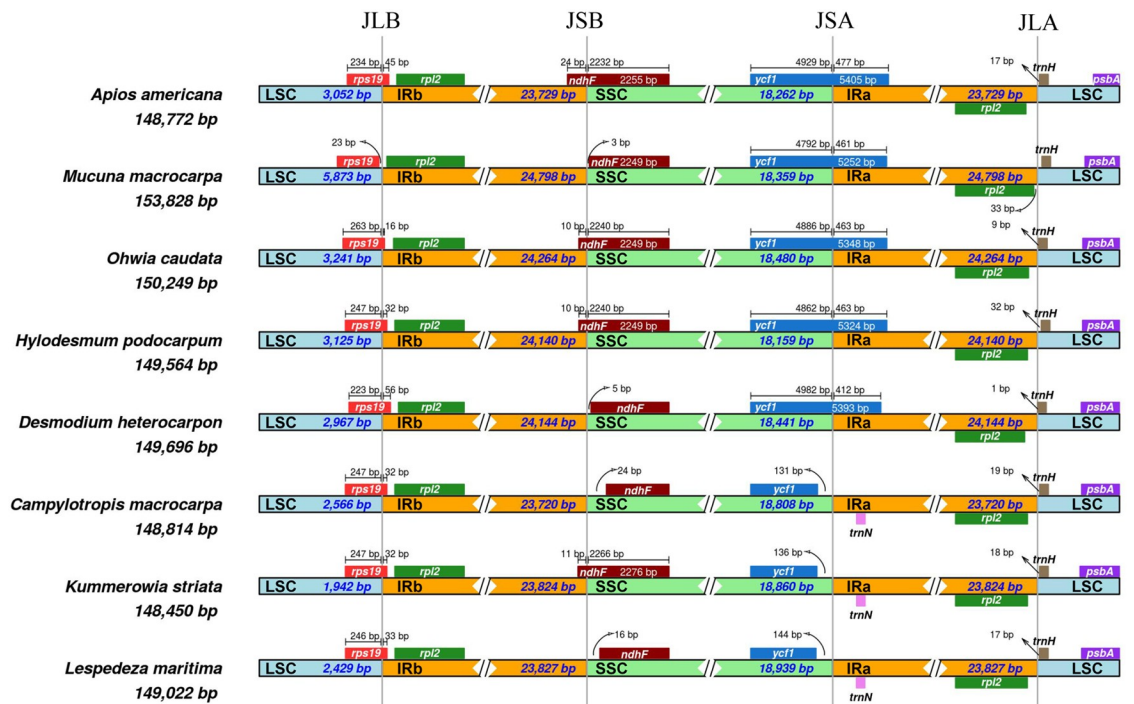 JLB JSB JSA JLA
234 bp 45 bp 24 bp 2232 bp 4929 bp 477 bp 17 bp trnH
rps19 rpl2 ndhF 2255 bp ycf1 5405 bp psbA
Apios americana LSC 3,052 bp IRb 23,729 bp SSC 18,262 bp IRa 23,729 bp LSC
148,772 bp rpl2
23 bp 3 bp 4792 bp 461 bp trnH
rps19 rpl2 ndhF 2249 bp ycf1 5252 bp psbA
Mucuna macrocarpa LSC 5,873 bp IRb 24,798 bp SSC 18,359 bp IRa 24,798 bp LSC
153,828 bp rpl2
33 bp
263 bp 16 bp 10 bp 2240 bp 4886 bp 463 bp 9 bp trnH
rps19 rpl2 ndhF 2249 bp ycf1 5348 bp psbA
Ohwia caudata LSC 3,241 bp IRb 24,264 bp SSC 18,480 bp IRa 24,264 bp LSC
150,249 bp rpl2
247 bp 32 bp 10 bp 2240 bp 4862 bp 463 bp 32 bp trnH
rps19 rpl2 ndhF 2249 bp ycf1 5324 bp psbA
Hylodesmum podocarpum LSC 3,125 bp IRb 24,140 bp SSC 18,159 bp IRa 24,140 bp LSC
149,564 bp rpl2
223 bp 56 bp 5 bp 4982 bp 412 bp 1 bp trnH
rps19 rpl2 ndhF ycf1 5393 bp psbA
Desmodium heterocarpon LSC 2,967 bp IRb 24,144 bp SSC 18,441 bp IRa 24,144 bp LSC
149,696 bp rpl2
247 bp 32 bp 24 bp 131 bp 19 bp trnH
rps19 rpl2 ndhF ycf1 psbA
Campylotropis macrocarpa LSC 2,566 bp IRb 23,720 bp SSC 18,808 bp IRa 23,720 bp LSC
148,814 bp trnN rpl2
247 bp 32 bp 11 bp 2266 bp 136 bp 18 bp trnH
rps19 rpl2 ndhF 2276 bp ycf1 psbA
Kummerowia striata LSC 1,942 bp IRb 23,824 bp SSC 18,860 bp IRa 23,824 bp LSC
148,450 bp trnN rpl2
246 bp 33 bp 16 bp 144 bp 17 bp trnH
rps19 rpl2 ndhF ycf1 psbA
Lespedeza maritima LSC 2,429 bp IRb 23,827 bp SSC 18,939 bp IRa 23,827 bp LSC
149,022 bp trnN rpl2